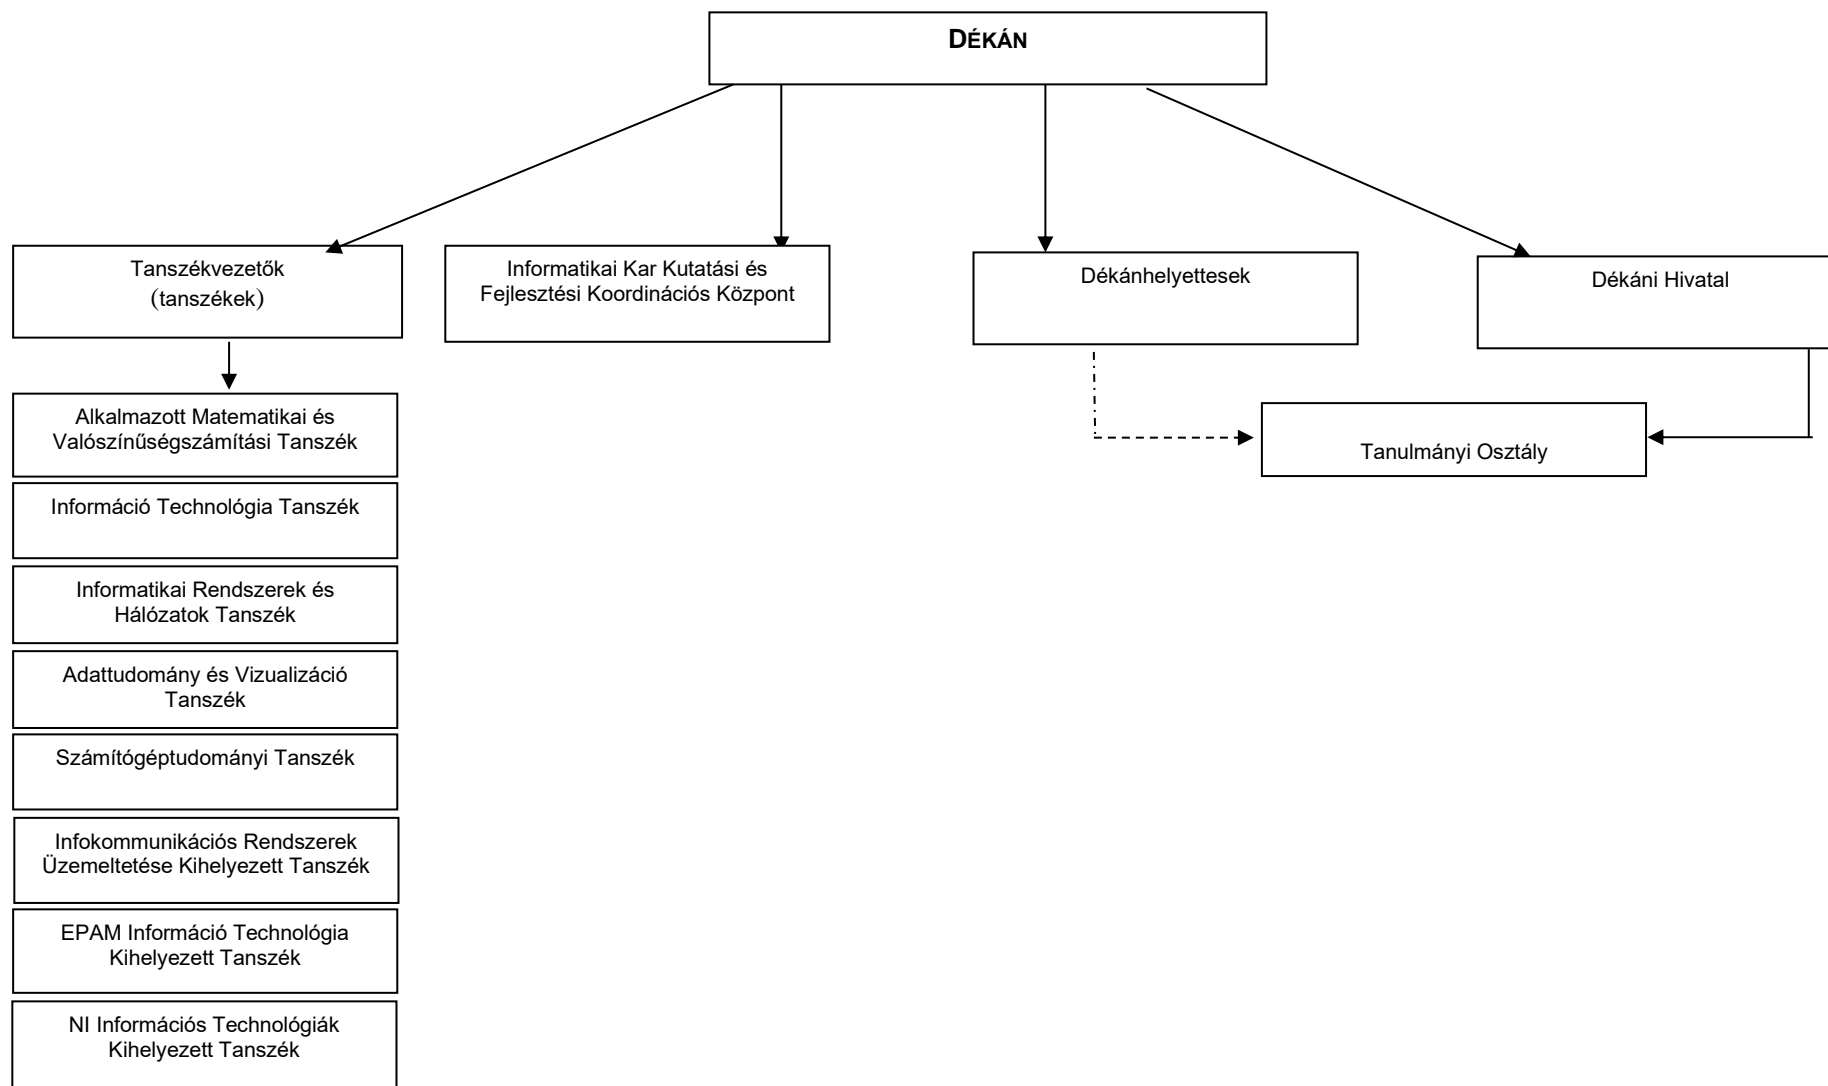 DÉKÁN
Tanszékvezetők
(tanszékek)
Informatikai Kar Kutatási és
Fejlesztési Koordinációs Központ
Dékánhelyettesek
Dékáni Hivatal
Alkalmazott Matematikai és
Valószínűségszámítási Tanszék
Tanulmányi Osztály
Információ Technológia Tanszék
Informatikai Rendszerek és
Hálózatok Tanszék
Adattudomány és Vizualizáció
Tanszék
Számítógéptudományi Tanszék
Infokommunikációs Rendszerek
Üzemeltetése Kihelyezett Tanszék
EPAM Információ Technológia
Kihelyezett Tanszék
NI Információs Technológiák
Kihelyezett Tanszék